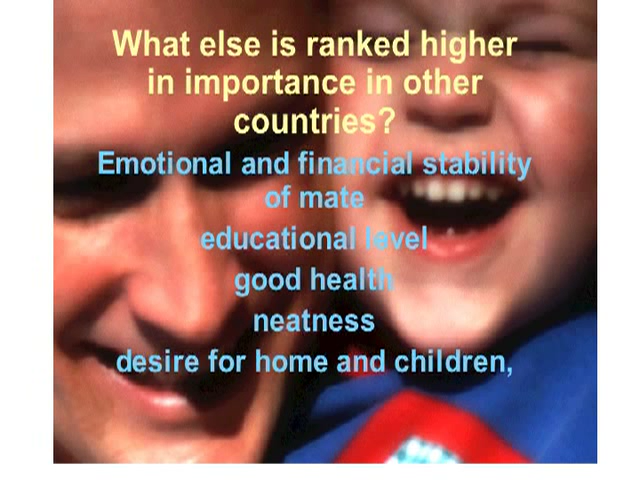 What else is ranked higher
in importance in other
countries?
Emotional and financial stability
of mate
educational level
good health
neatness
desire for home and children,